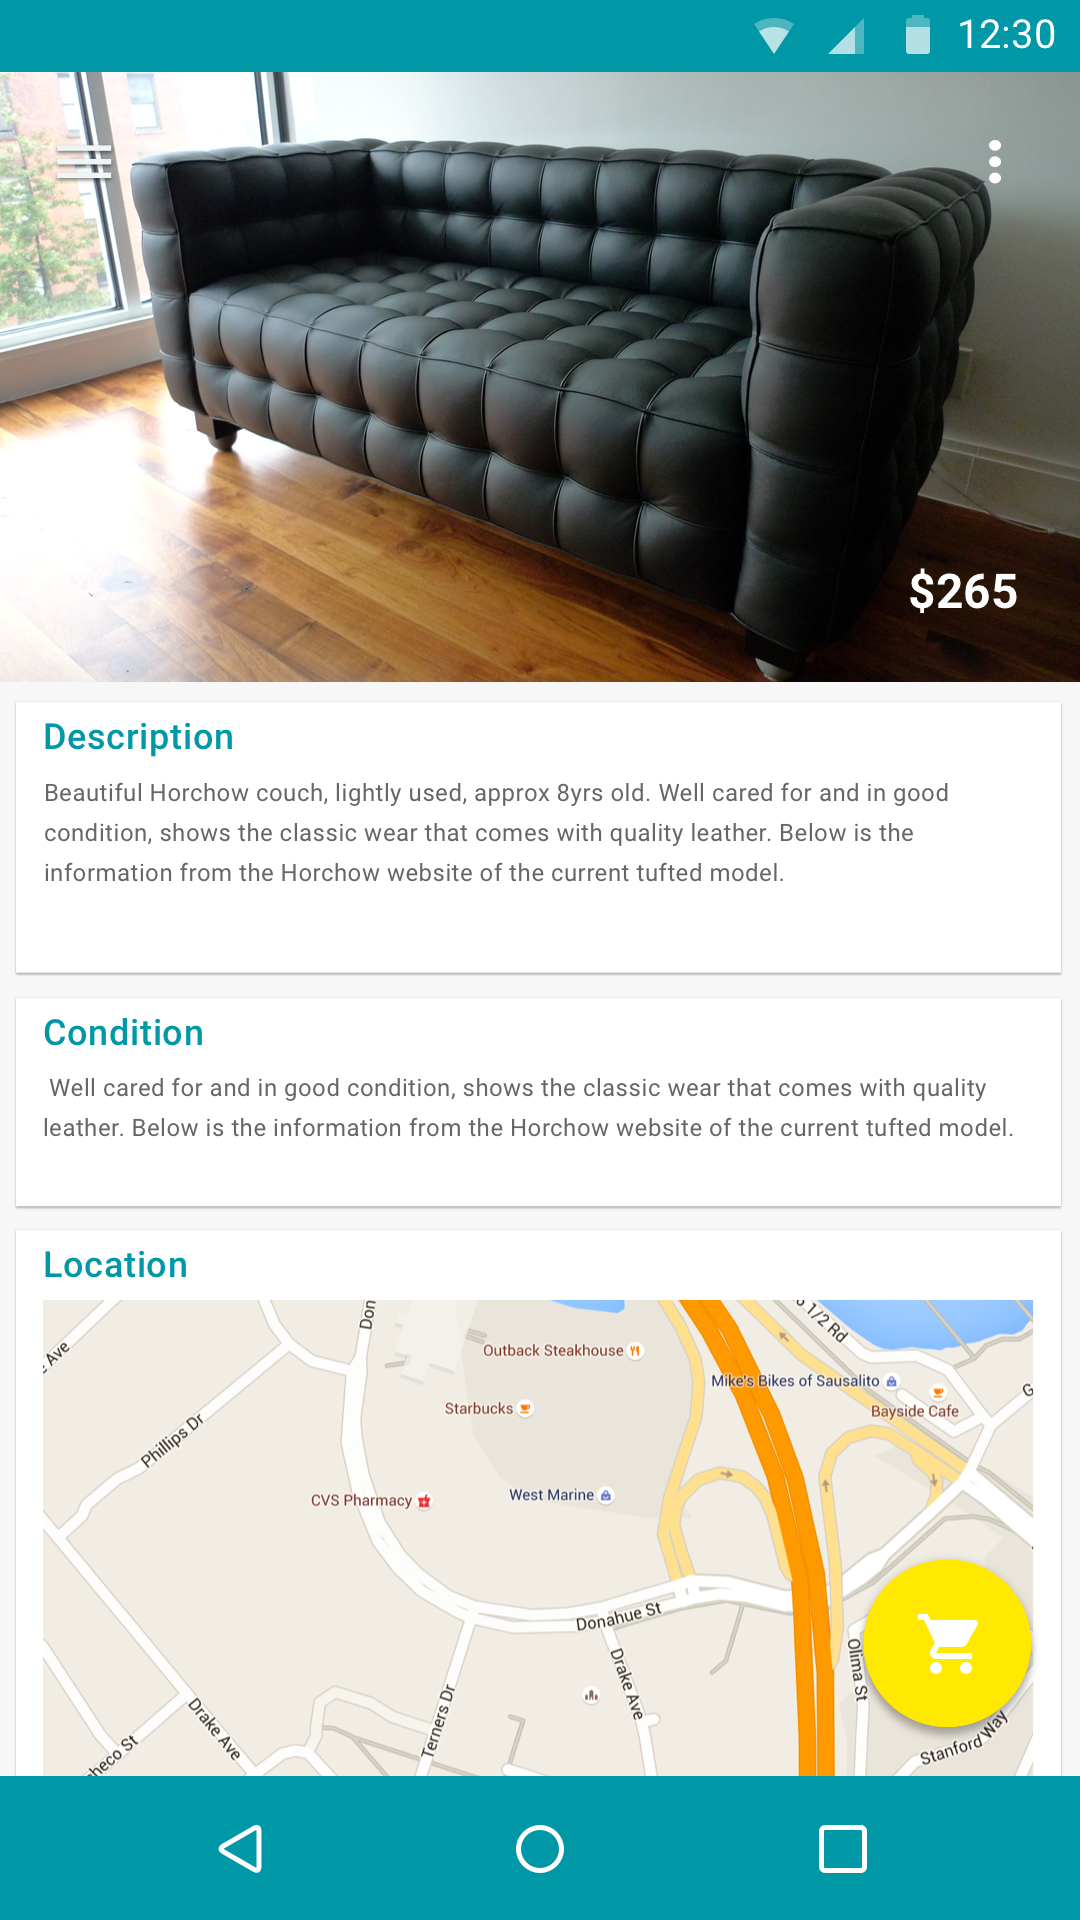 12:30
$265
Description
Beautiful Horchow couch, lightly used, approx 8yrs old. Well cared for and in good
condition, shows the classic wear that comes with quality leather. Below is the
information from the Horchow website of the current tufted model.
Condition
Well cared for and in good condition, shows the classic wear that comes with quality
leather. Below is the information from the Horchow website of the current tufted model.
Location
Don
1/2 Rd
Ave
Outback Steakhouse
Mike's Bikes of Sausalito
G
Starbucks
Bayside Cafe
Phillips Dr
CVS Pharmacy
West Marine
Donahue St
Olima St
Drake Ave
Terners Dr
Drake Ave
Stanford Way
heco St